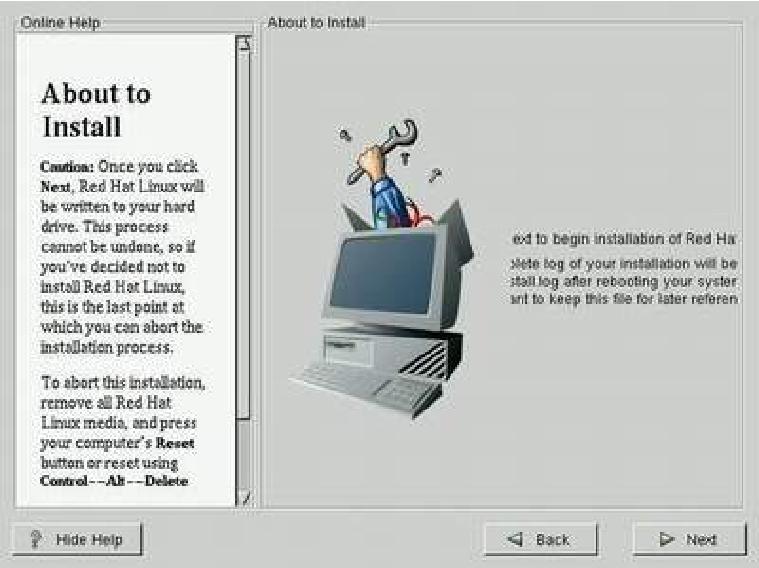 Online Help
About to
Install
Caution: Once you click
Next, Red Hat Linux will
be written to your hard
drive. This process
cannot be undone, so if
you've decided not to
install Red Hat Linux,
this is the last point at
which you can abort the
installation process.
To abort this installation,
remove all Red Hat
Linux media, and press
your computer's Reset
button or reset using
Control--Alt--Delete
About to Install
ext to begin installation of Red Ha
plete log of your installation will be
stall.log after rebooting your system
ant to keep this file for later referen
Hide Help
Back
Next